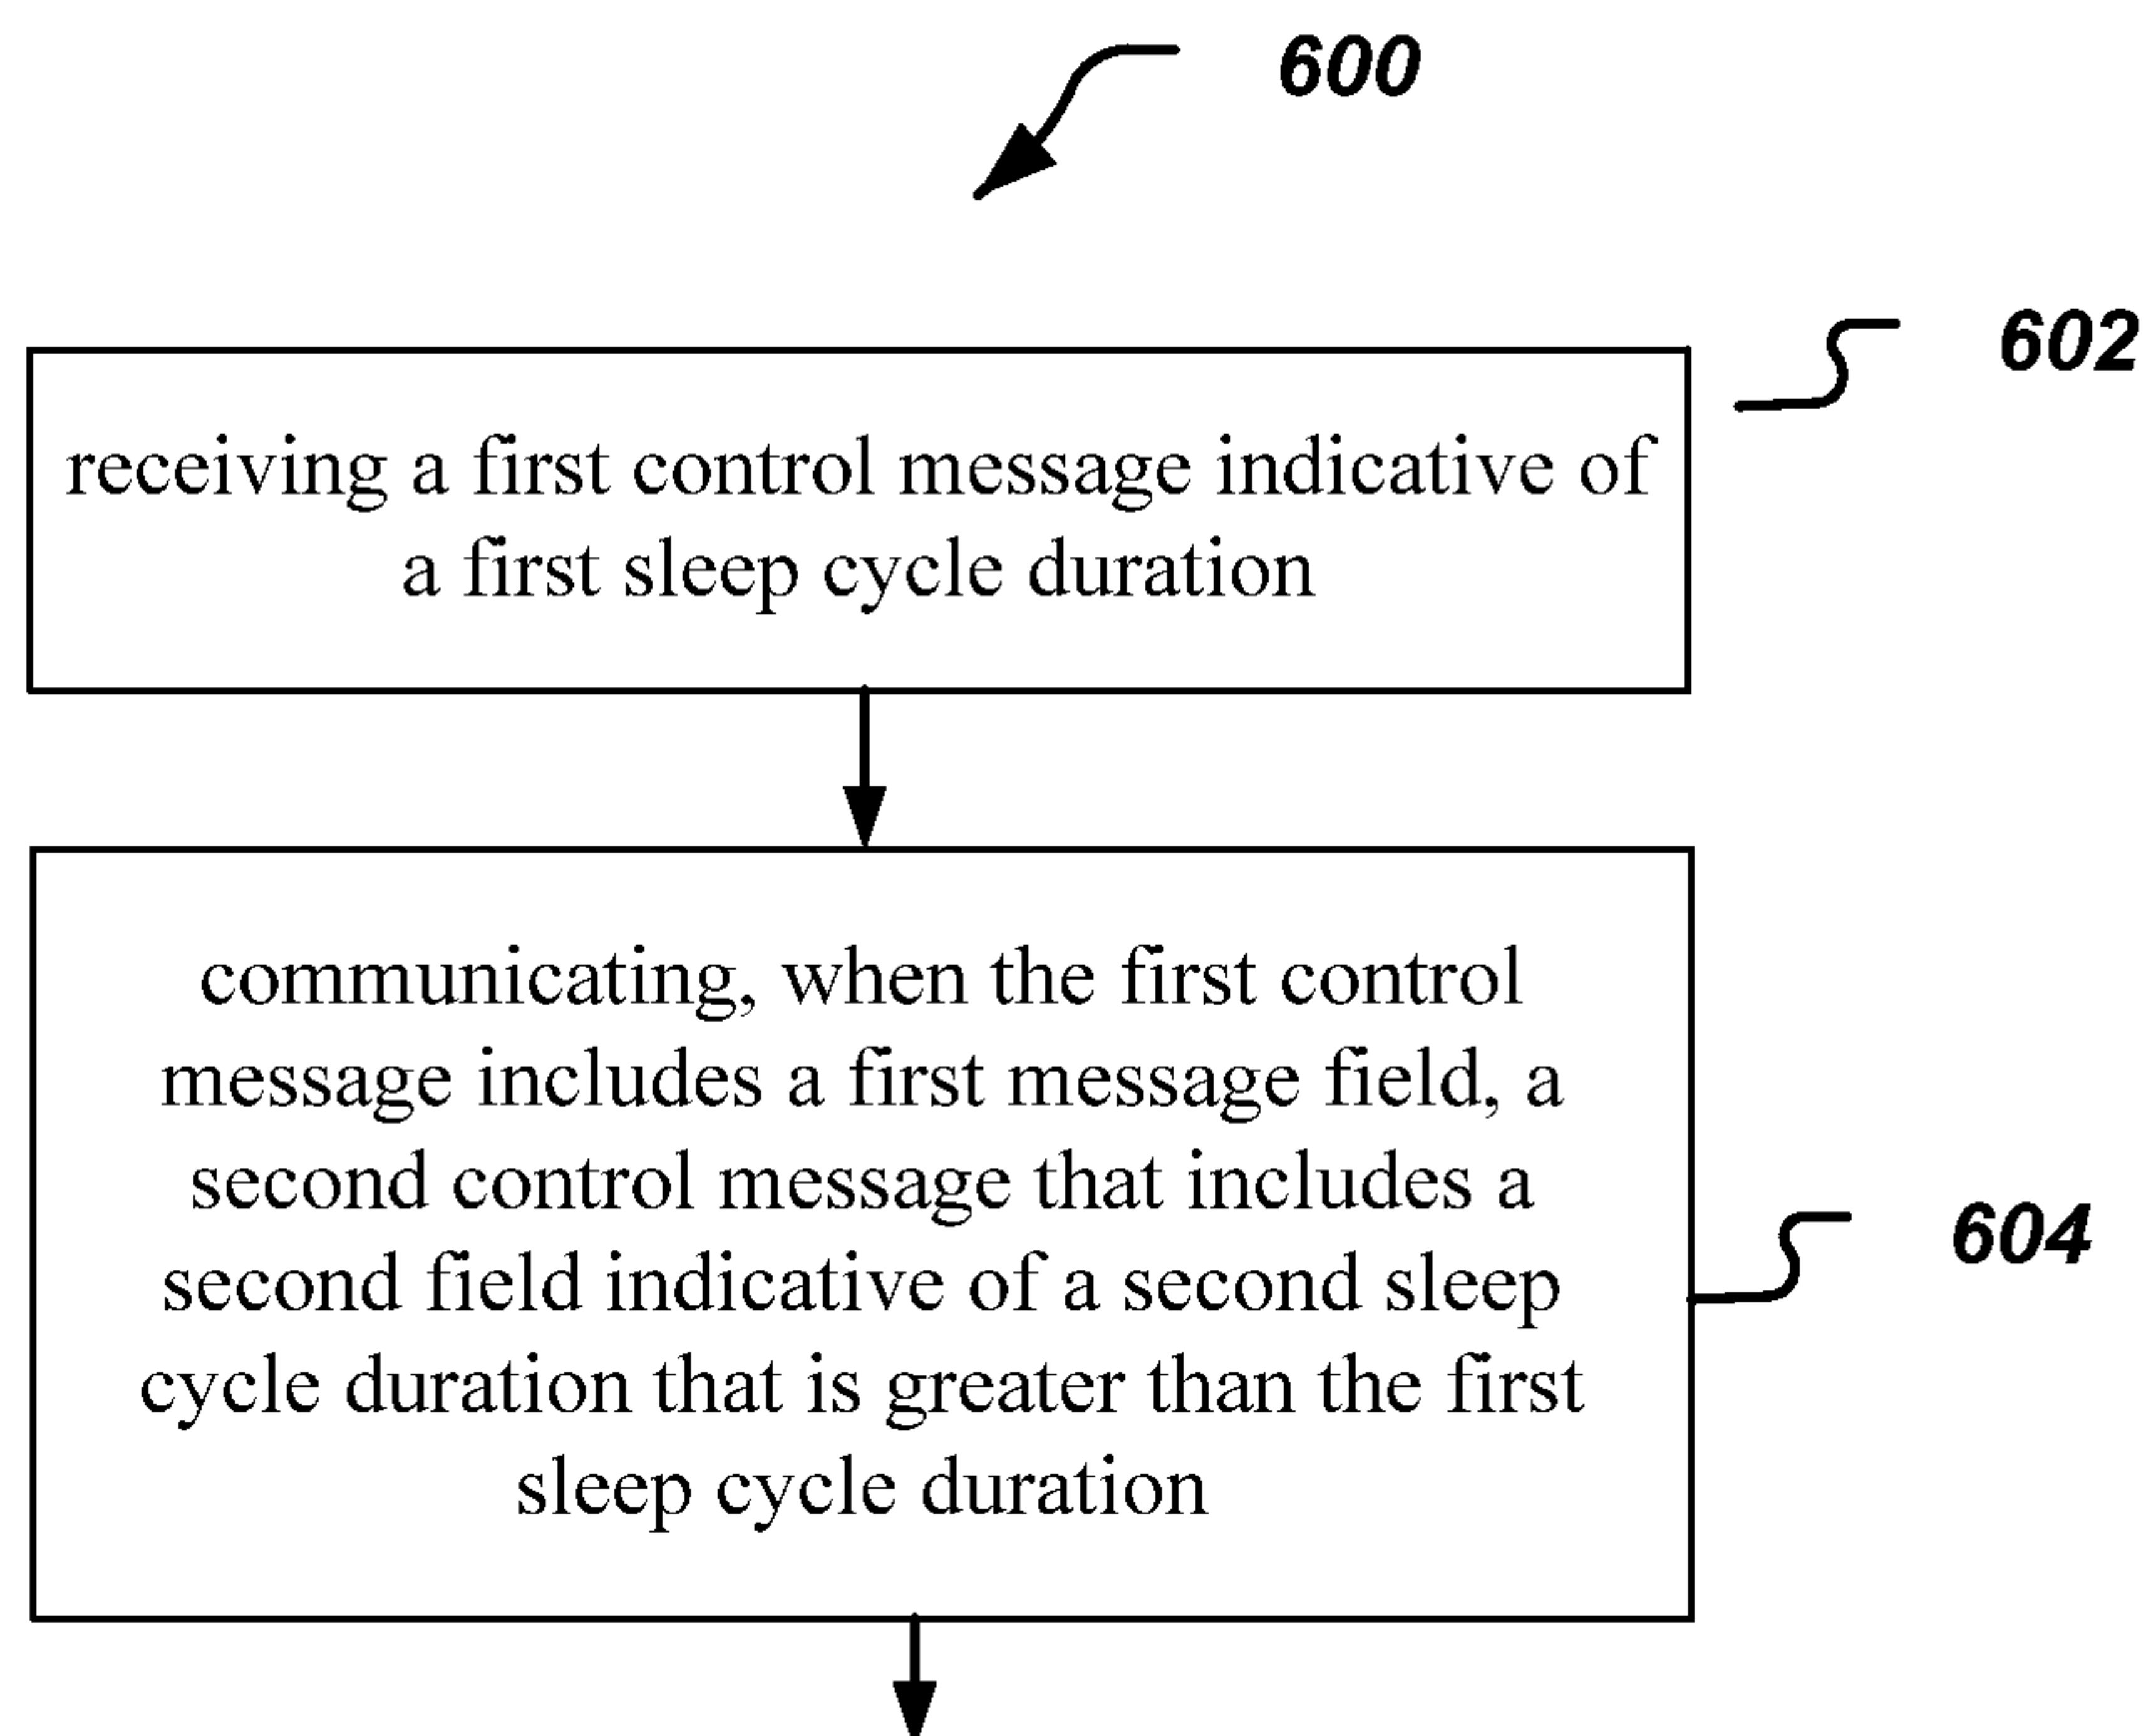 600
602
receiving a first control message indicative of
a first sleep cycle duration
communicating, when the first control
message includes a first message field, a
second control message that includes a
second field indicative of a second sleep
cycle duration that is greater than the first
sleep cycle duration
604